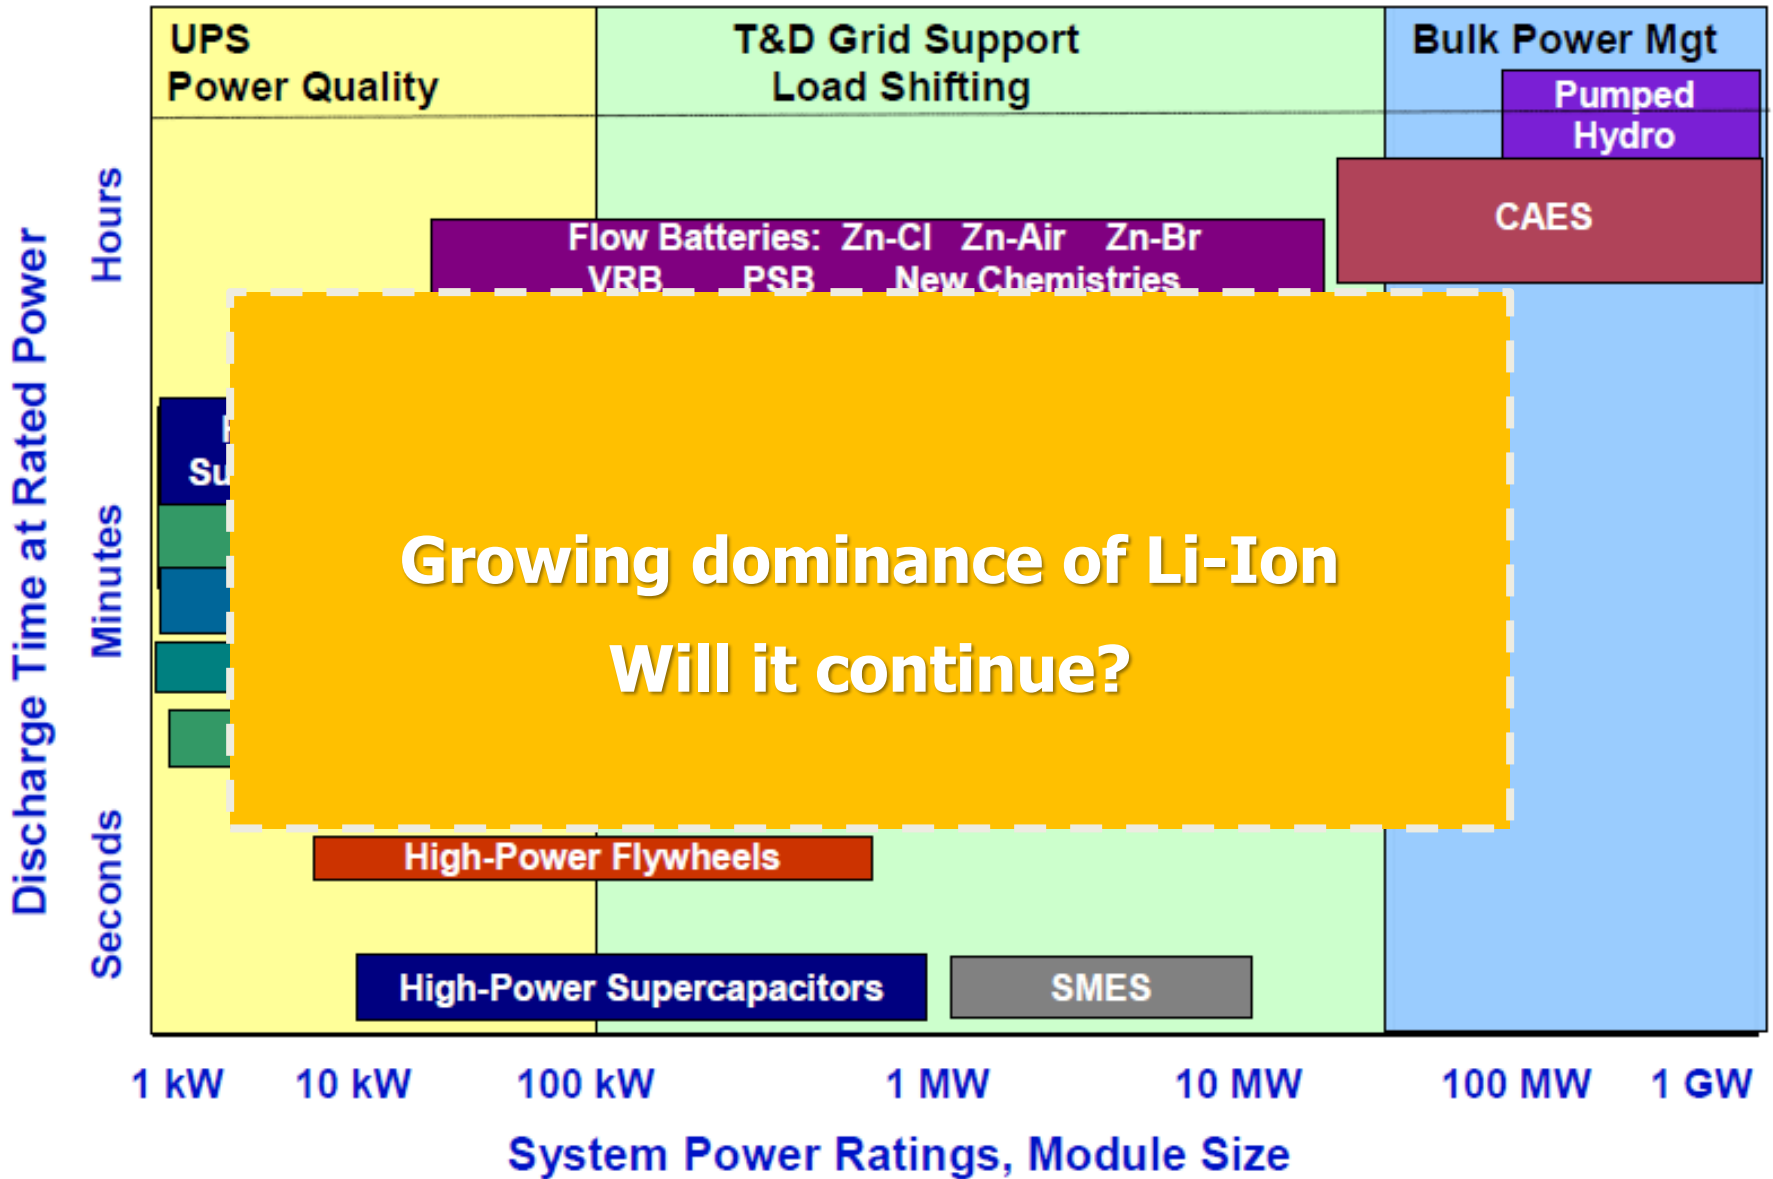 UPS
Power Quality
T&D Grid Support
Load Shifting
Bulk Power Mgt
Pumped
Hydro
CAES
Flow Batteries: Zn-Cl Zn-Air Zn-Br
VRB PSB New Chemistries
Growing dominance of Li-Ion
Will it continue?
High-Power Flywheels
High-Power Supercapacitors
SMES
Discharge Time at Rated Power
Hours
Minutes
Seconds
1 kW
10 kW
100 kW
1 MW
10 MW
100 MW
1 GW
System Power Ratings, Module Size